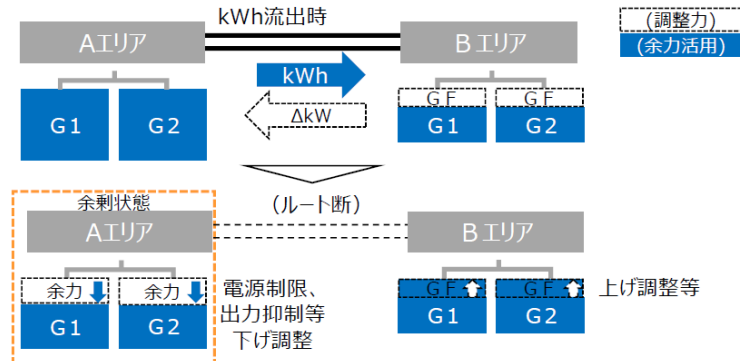 kWh流出時
(調整力)
(余力活用)
Aエリア
Bエリア
kWh
ΔkW
G1
G2
GF
GF
G1
G2
余剰状態
(ルート断)
Aエリア
Bエリア
余力
余力
G1
G2
電源制限、
出力抑制等
下げ調整
GF
GF
G1
G2
上げ調整等